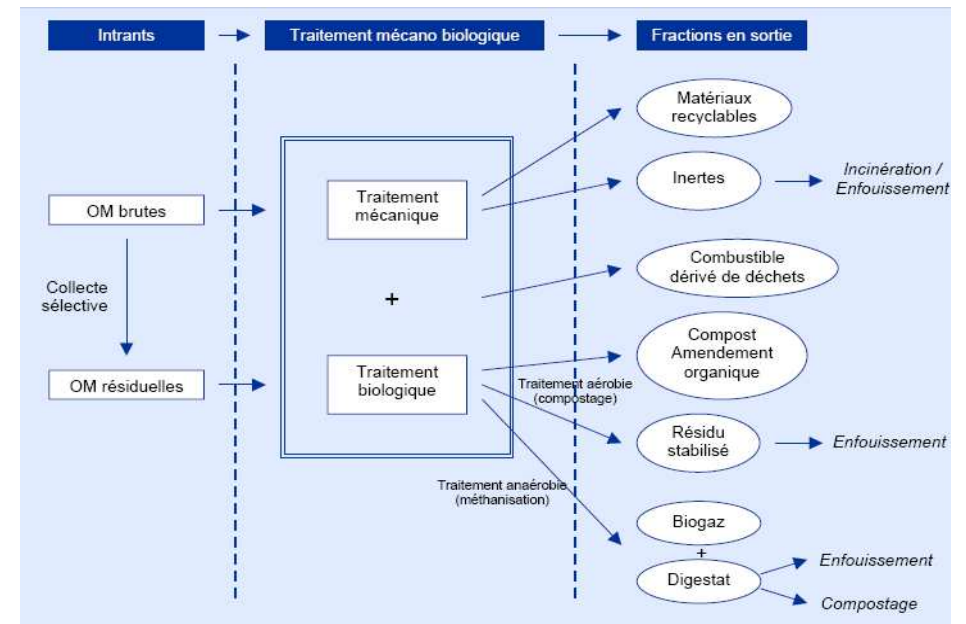 Intrants
Traitement mécano biologique
Fractions en sortie
Matériaux
recyclables
Inertes
Incinération /
Enfouissement
OM brutes
Traitement
mécanique
Combustible
dérivé de déchets
Collecte
sélective
+
Compost
Amendement
organique
OM résiduelles
Traitement
biologique
Traitement aérobie
(compostage)
Résidu
stabilisé
Enfouissement
Traitement anaérobie
(méthanisation)
Biogaz
+
Digestat
Enfouissement
Compostage